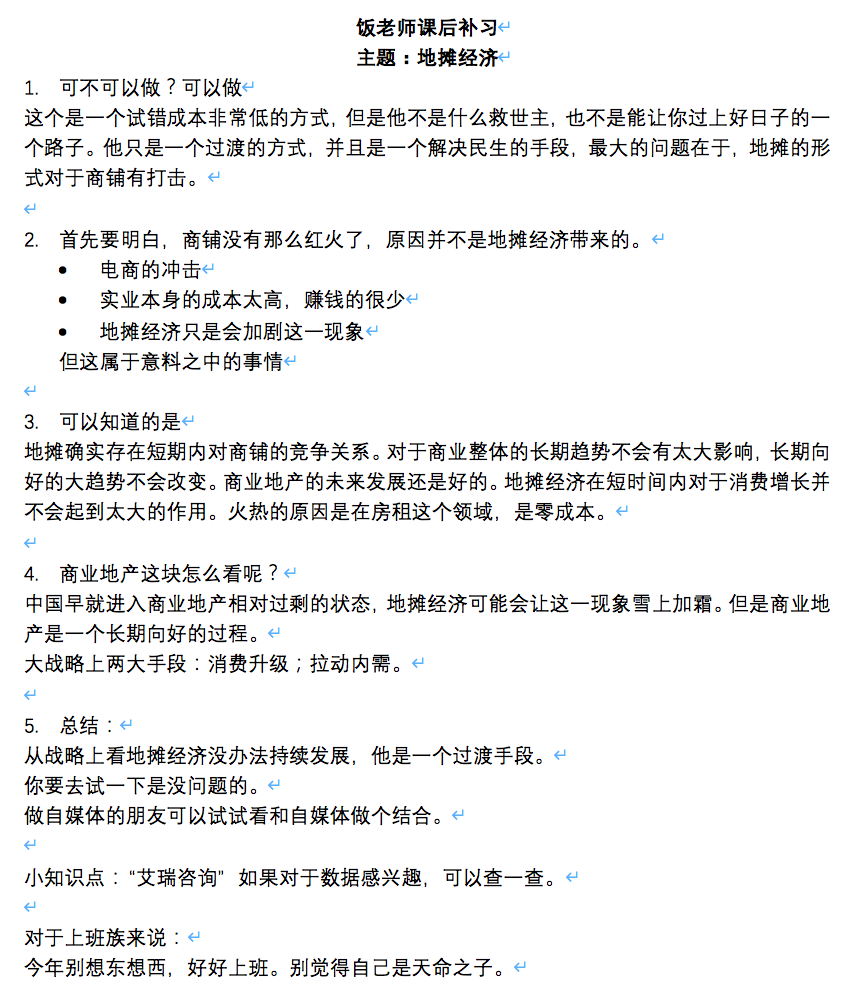 饭老师课后补习
主题：地摊经济
1. 可不可以做？可以做
这个是一个试错成本非常低的方式，但是他不是什么救世主，也不是能让你过上好日子的一
个路子。他只是一个过渡的方式，并且是一个解决民生的手段，最大的问题在于，地摊的形
式对于商铺有打击。
2. 首先要明白，商铺没有那么红火了，原因并不是地摊经济带来的。
• 电商的冲击
• 实业本身的成本太高，赚钱的很少
• 地摊经济只是会加剧这一现象
但这属于意料之中的事情
3. 可以知道的是
地摊确实存在短期内对商铺的竞争关系。对于商业整体的长期趋势不会有太大影响，长期向
好的大趋势不会改变。商业地产的未来发展还是好的。地摊经济在短时间内对于消费增长并
不会起到太大的作用。火热的原因是在房租这个领域，是零成本。
4. 商业地产这块怎么看呢？
中国早就进入商业地产相对过剩的状态，地摊经济可能会让这一现象雪上加霜。但是商业地
产是一个长期向好的过程。
大战略上两大手段：消费升级；拉动内需。
5. 总结：
从战略上看地摊经济没办法持续发展，他是一个过渡手段。
你要去试一下是没问题的。
做自媒体的朋友可以试试看和自媒体做个结合。
小知识点：“艾瑞咨询” 如果对于数据感兴趣，可以查一查。
对于上班族来说：
今年别想东想西，好好上班。别觉得自己是天命之子。